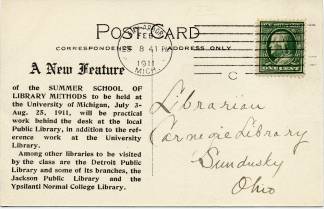 POST CARD
CORRESPONDENCE
ADDRESS ONLY
FEB
8 41 P
1911
MICH.
C
A New Feature
of the SUMMER SCHOOL OF
LIBRARY METHODS to be held at
the University of Michigan, July 3-
Aug. 25, 1911, will be practical
work behind the desk at the local
Public Library, in addition to the ref-
erence work at the University
Library.
Among other libraries to be visited
by the class are the Detroit Public
Library and some of its branches, the
Jackson Public Library and the
Ypsilanti Normal College Library.
Librarian
Carnegie Library
Sundusky
Ohio